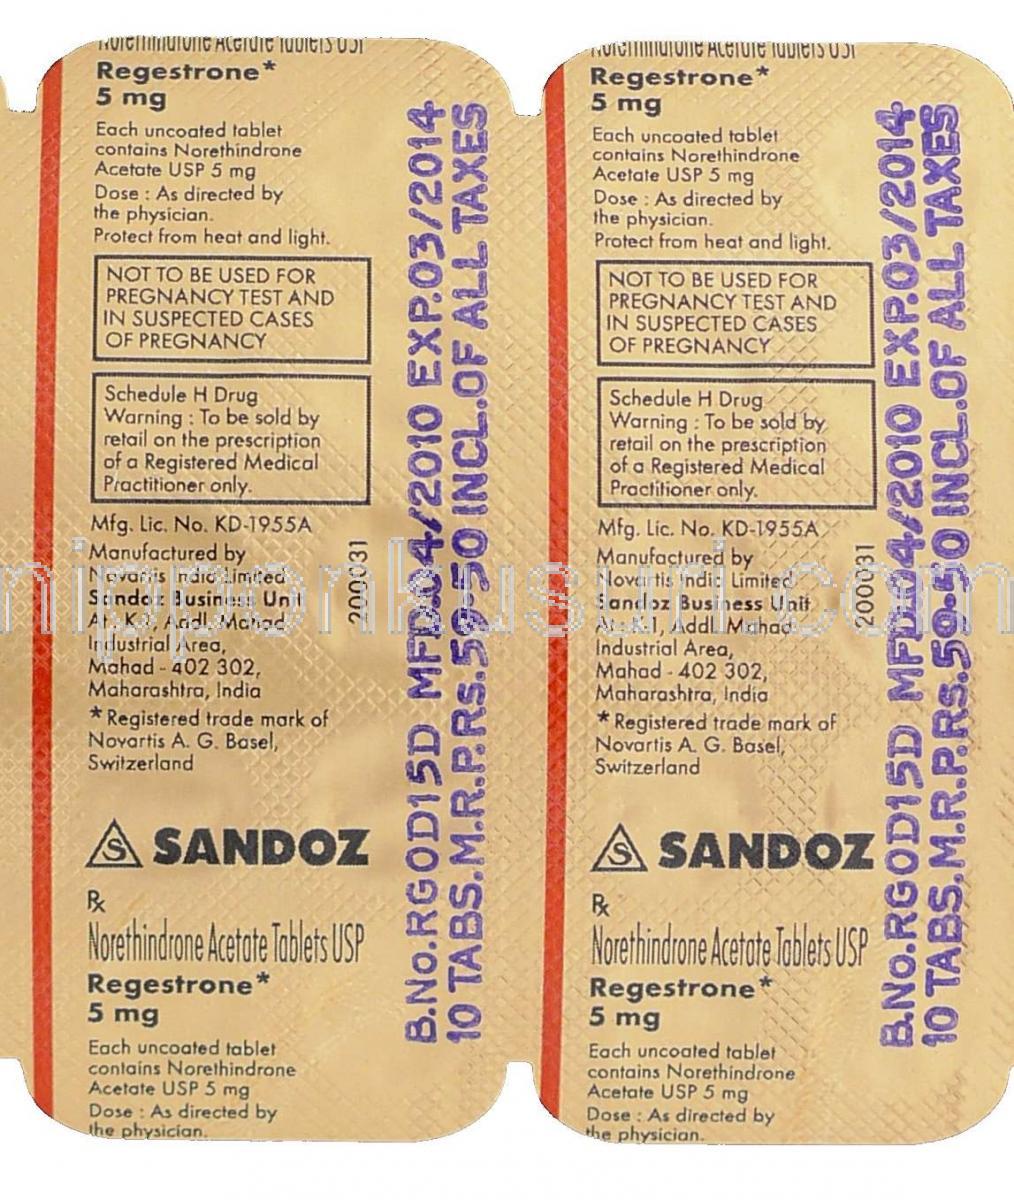 Norethindrone Acetate Tablets USP
Regestrone*
5 mg
Each uncoated tablet
contains Norethindrone
Acetate USP 5 mg
Dose : As directed by
the physician.
Protect from heat and light.
NOT TO BE USED FOR
PREGNANCY TEST AND
IN SUSPECTED CASES
OF PREGNANCY
Schedule H Drug
Warning : To be sold by
retail on the prescription
of a Registered Medical
Practitioner only.
Mfg. Lic. No. KD-1955A
Manufactured by
Novartis India Limited
Sandoz Business Unit
At : K-1, Addl. Mahad
Industrial Area,
Mahad - 402 302,
Maharashtra, India
* Registered trade mark of
Novartis A. G. Basel,
Switzerland
200031
S SANDOZ
Rx
Norethindrone Acetate Tablets USP
Regestrone*
5 mg
Each uncoated tablet
contains Norethindrone
Acetate USP 5 mg
Dose : As directed by
the physician.
B.No.RGOD15D MFD.04/2010 EXP.03/2014
10 TABS.M.R.P.RS.59.50 INCL.OF ALL TAXES
Norethindrone Acetate Tablets USP
Regestrone*
5 mg
Each uncoated tablet
contains Norethindrone
Acetate USP 5 mg
Dose : As directed by
the physician.
Protect from heat and light.
NOT TO BE USED FOR
PREGNANCY TEST AND
IN SUSPECTED CASES
OF PREGNANCY
Schedule H Drug
Warning : To be sold by
retail on the prescription
of a Registered Medical
Practitioner only.
Mfg. Lic. No. KD-1955A
Manufactured by
Novartis India Limited
Sandoz Business Unit
At : K-1, Addl. Mahad
Industrial Area,
Mahad - 402 302,
Maharashtra, India
* Registered trade mark of
Novartis A. G. Basel,
Switzerland
200031
S SANDOZ
Rx
Norethindrone Acetate Tablets USP
Regestrone*
5 mg
Each uncoated tablet
contains Norethindrone
Acetate USP 5 mg
Dose : As directed by
the physician.
B.No.RGOD15D MFD.04/2010 EXP.03/2014
10 TABS.M.R.P.RS.59.50 INCL.OF ALL TAXES
nipponkusuri.com